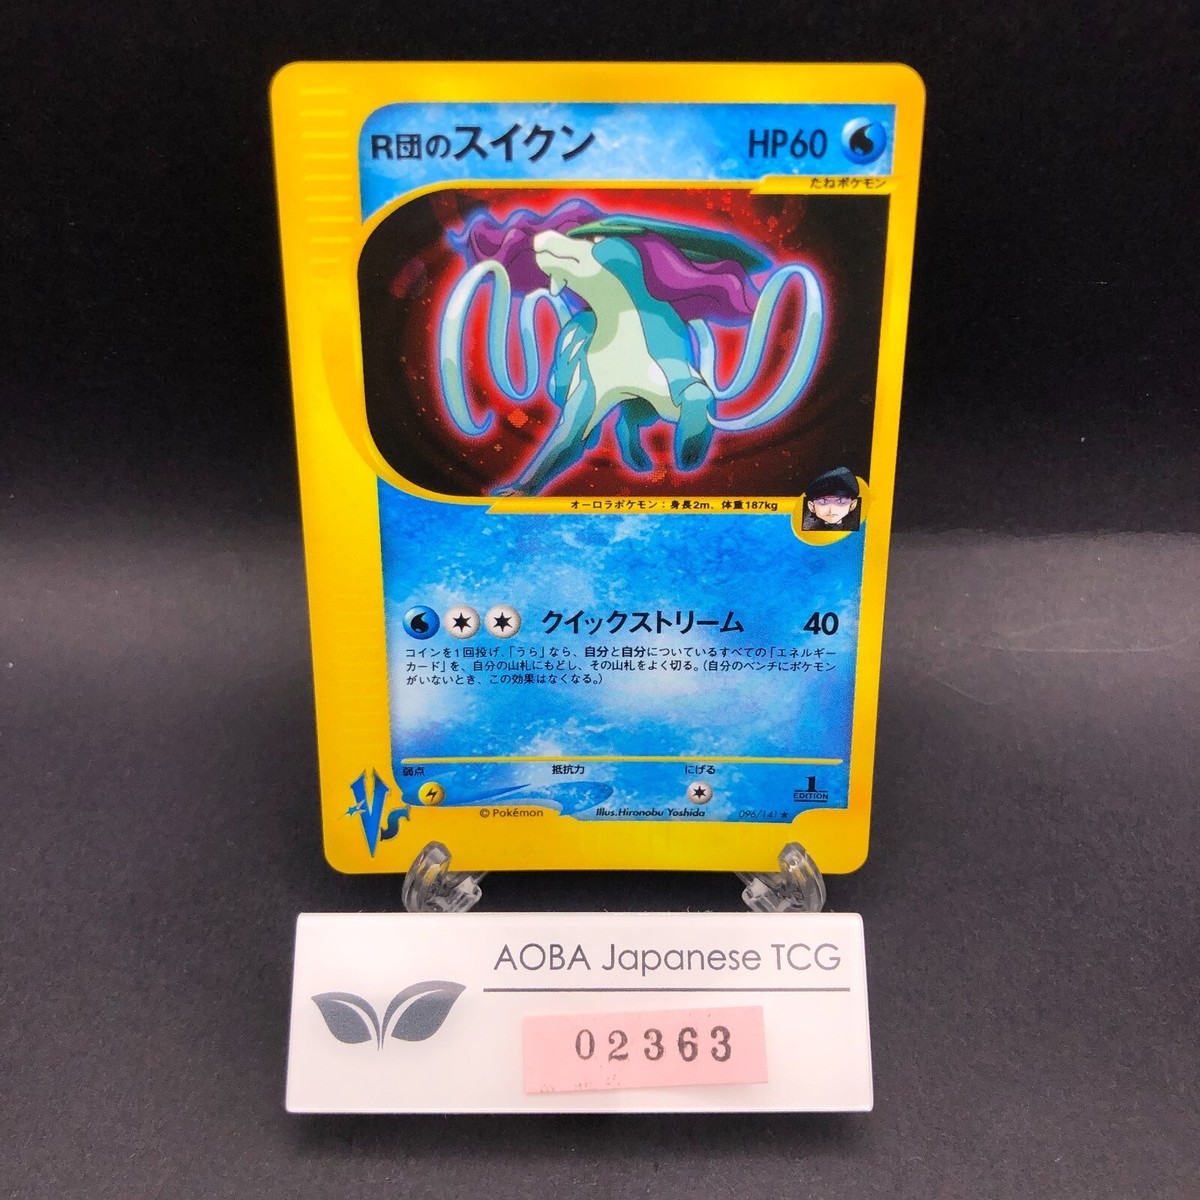 R団のスイクン HP60
たねポケモン
オーロラポケモン：身長2m、体重187kg
クイックストリーム 40
コインを1回投げ、「うら」なら、自分と自分についているすべての「エネルギー
カード」を、自分の山札にもどし、その山札をよく切る。（自分のベンチにポケモン
がいないとき、この効果はなくなる。）
弱点 抵抗力 にげる
1
EDITION
VS
©Pokémon Illus.Hironobu Yoshida 096/141★
AOBA Japanese TCG
02363